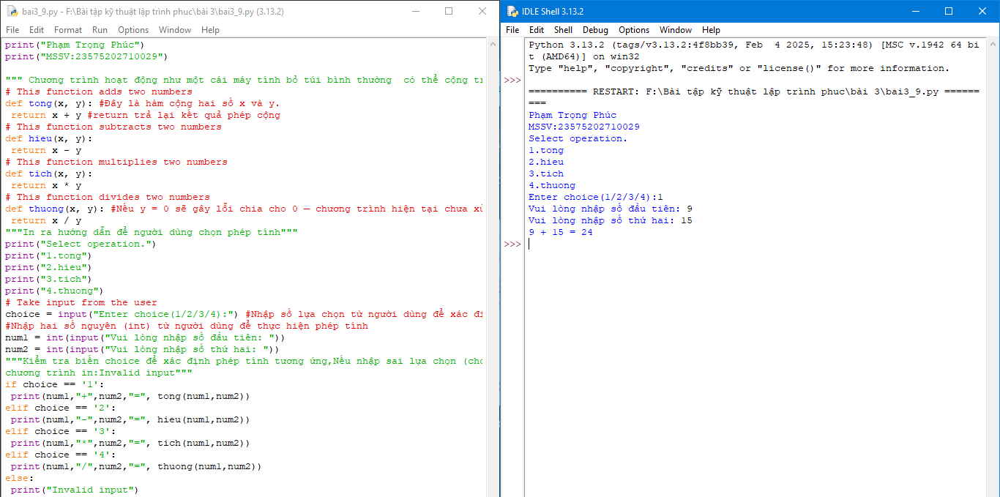 bai3_9.py - F:\Bài tập kỹ thuật lập trình phuc\bài 3\bai3_9.py (3.13.2)
File Edit Format Run Options Window Help
print("Phạm Trọng Phúc")
print("MSSV:23575202710029")
""" Chương trình hoạt động như một cái máy tính bỏ túi bình thường  có thể cộng
# This function adds two numbers
def tong(x, y): #Đây là hàm cộng hai số x và y.
 return x + y #return trả lại kết quả phép cộng
# This function subtracts two numbers
def hieu(x, y):
 return x - y
# This function multiplies two numbers
def tich(x, y):
 return x * y
# This function divides two numbers
def thuong(x, y): #Nếu y = 0 sẽ gây lỗi chia cho 0 — chương trình hiện tại chưa
 return x / y
"""In ra hướng dẫn để người dùng chọn phép tính"""
print("Select operation.")
print("1.tong")
print("2.hieu")
print("3.tich")
print("4.thuong")
# Take input from the user
choice = input("Enter choice(1/2/3/4):") #Nhập số lựa chọn từ người dùng để xác
#Nhập hai số nguyên (int) từ người dùng để thực hiện phép tính
num1 = int(input("Vui lòng nhập số đầu tiên: "))
num2 = int(input("Vui lòng nhập số thứ hai: "))
"""Kiểm tra biến choice để xác định phép tính tương ứng,Nếu nhập sai lựa chọn
chương trình in:Invalid input"""
if choice == '1':
 print(num1,"+",num2,"=", tong(num1,num2))
elif choice == '2':
 print(num1,"-",num2,"=", hieu(num1,num2))
elif choice == '3':
 print(num1,"*",num2,"=", tich(num1,num2))
elif choice == '4':
 print(num1,"/",num2,"=", thuong(num1,num2))
else:
 print("Invalid input")
IDLE Shell 3.13.2
File Edit Shell Debug Options Window Help
Python 3.13.2 (tags/v3.13.2:4f8bb39, Feb  4 2025, 15:23:48) [MSC v.1942 64 bi
t (AMD64)] on win32
Type "help", "copyright", "credits" or "license()" for more information.
>>>
========== RESTART: F:\Bài tập kỹ thuật lập trình phuc\bài 3\bai3_9.py ======
===
Phạm Trọng Phúc
MSSV:23575202710029
Select operation.
1.tong
2.hieu
3.tich
4.thuong
Enter choice(1/2/3/4):1
Vui lòng nhập số đầu tiên: 9
Vui lòng nhập số thứ hai: 15
9 + 15 = 24
>>>